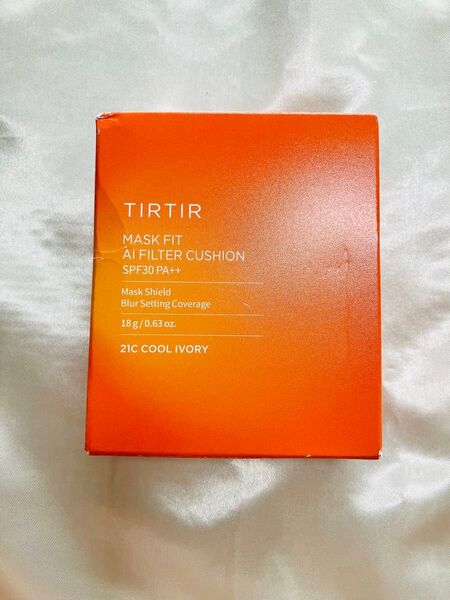 TIRTIR
MASK FIT
AI FILTER CUSHION
SPF30 PA++
Mask Shield
Blur Setting Coverage
18 g / 0.63 oz.
21C COOL IVORY